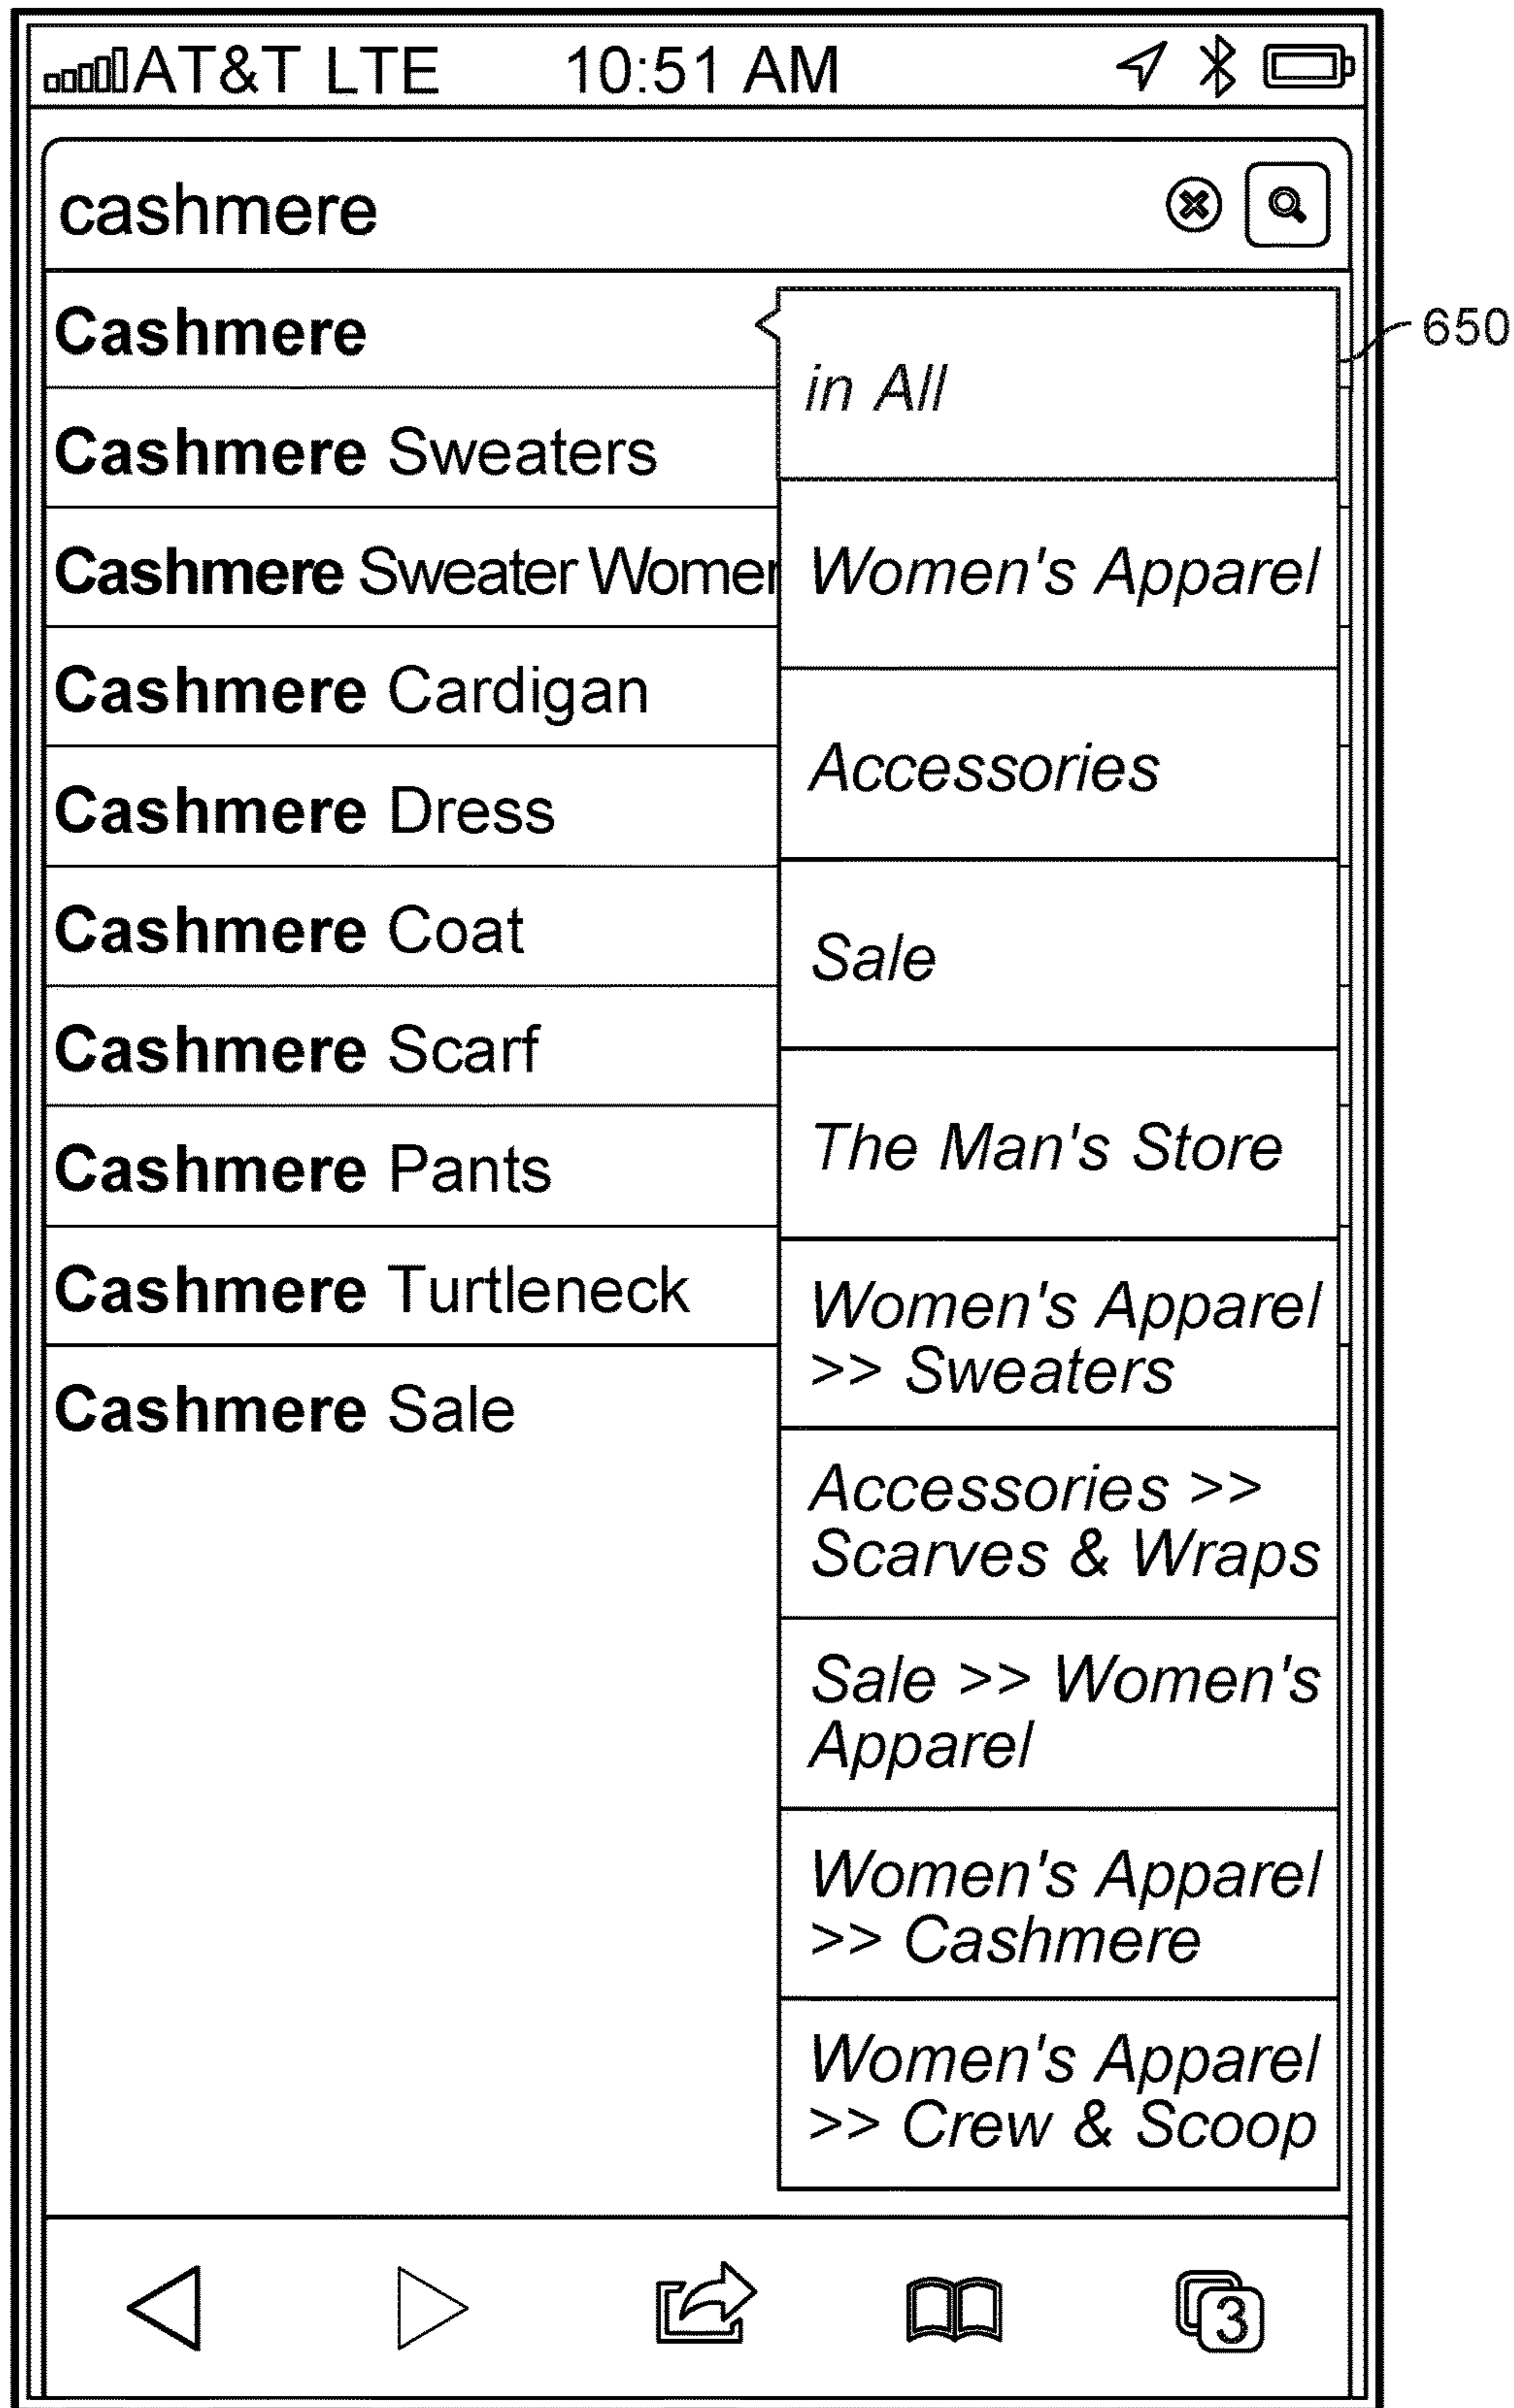 AT&T LTE 10:51 AM
cashmere
Cashmere
Cashmere Sweaters
Cashmere Sweater
Cashmere Cardigan
Cashmere Dress
Cashmere Coat
Cashmere Scarf
Cashmere Pants
Cashmere Turtleneck
Cashmere Sale
in All
Women's Apparel
Accessories
Sale
The Man's Store
Women's Apparel
>> Sweaters
Accessories >>
Scarves & Wraps
Sale >> Women's
Apparel
Women's Apparel
>> Cashmere
Women's Apparel
>> Crew & Scoop
650
3